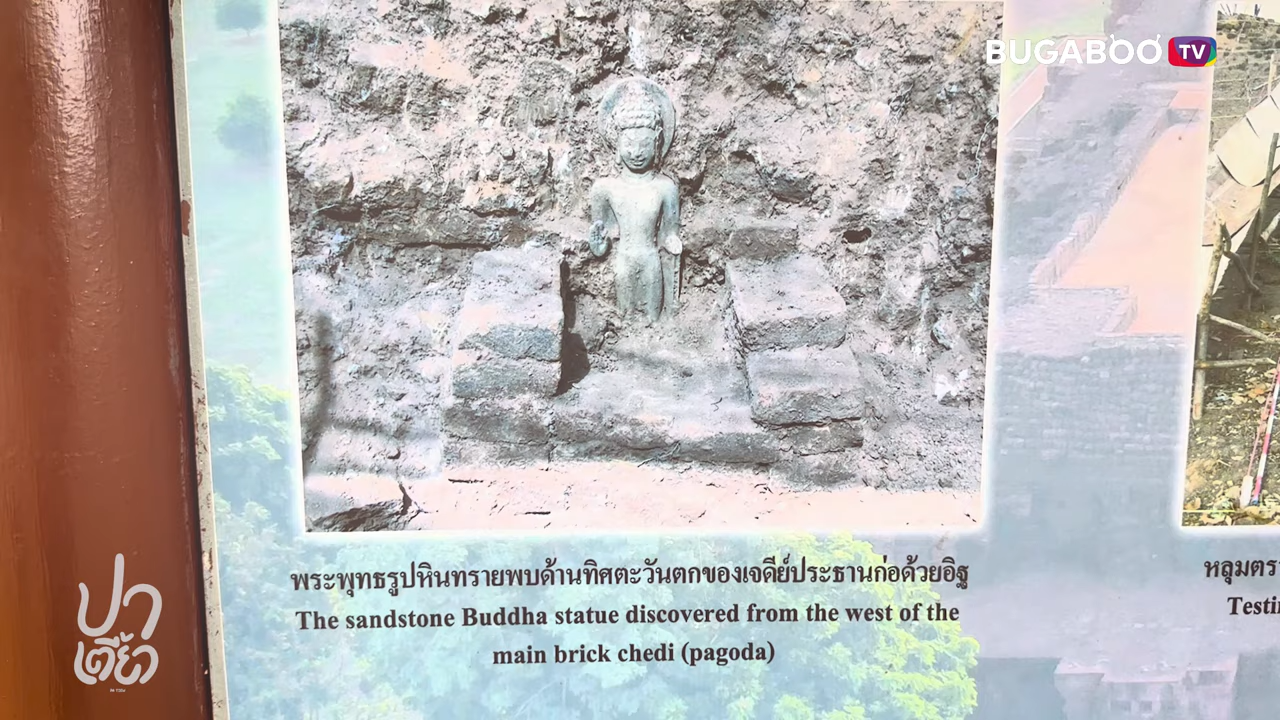 BUGABOO TV
พระพุทธรูปหินทรายพบด้านทิศตะวันตกของเจดีย์ประธานก่อด้วยอิฐ
The sandstone Buddha statue discovered from the west of the
main brick chedi (pagoda)
หลุมตรว
Testin
ปา
เตี้ยว